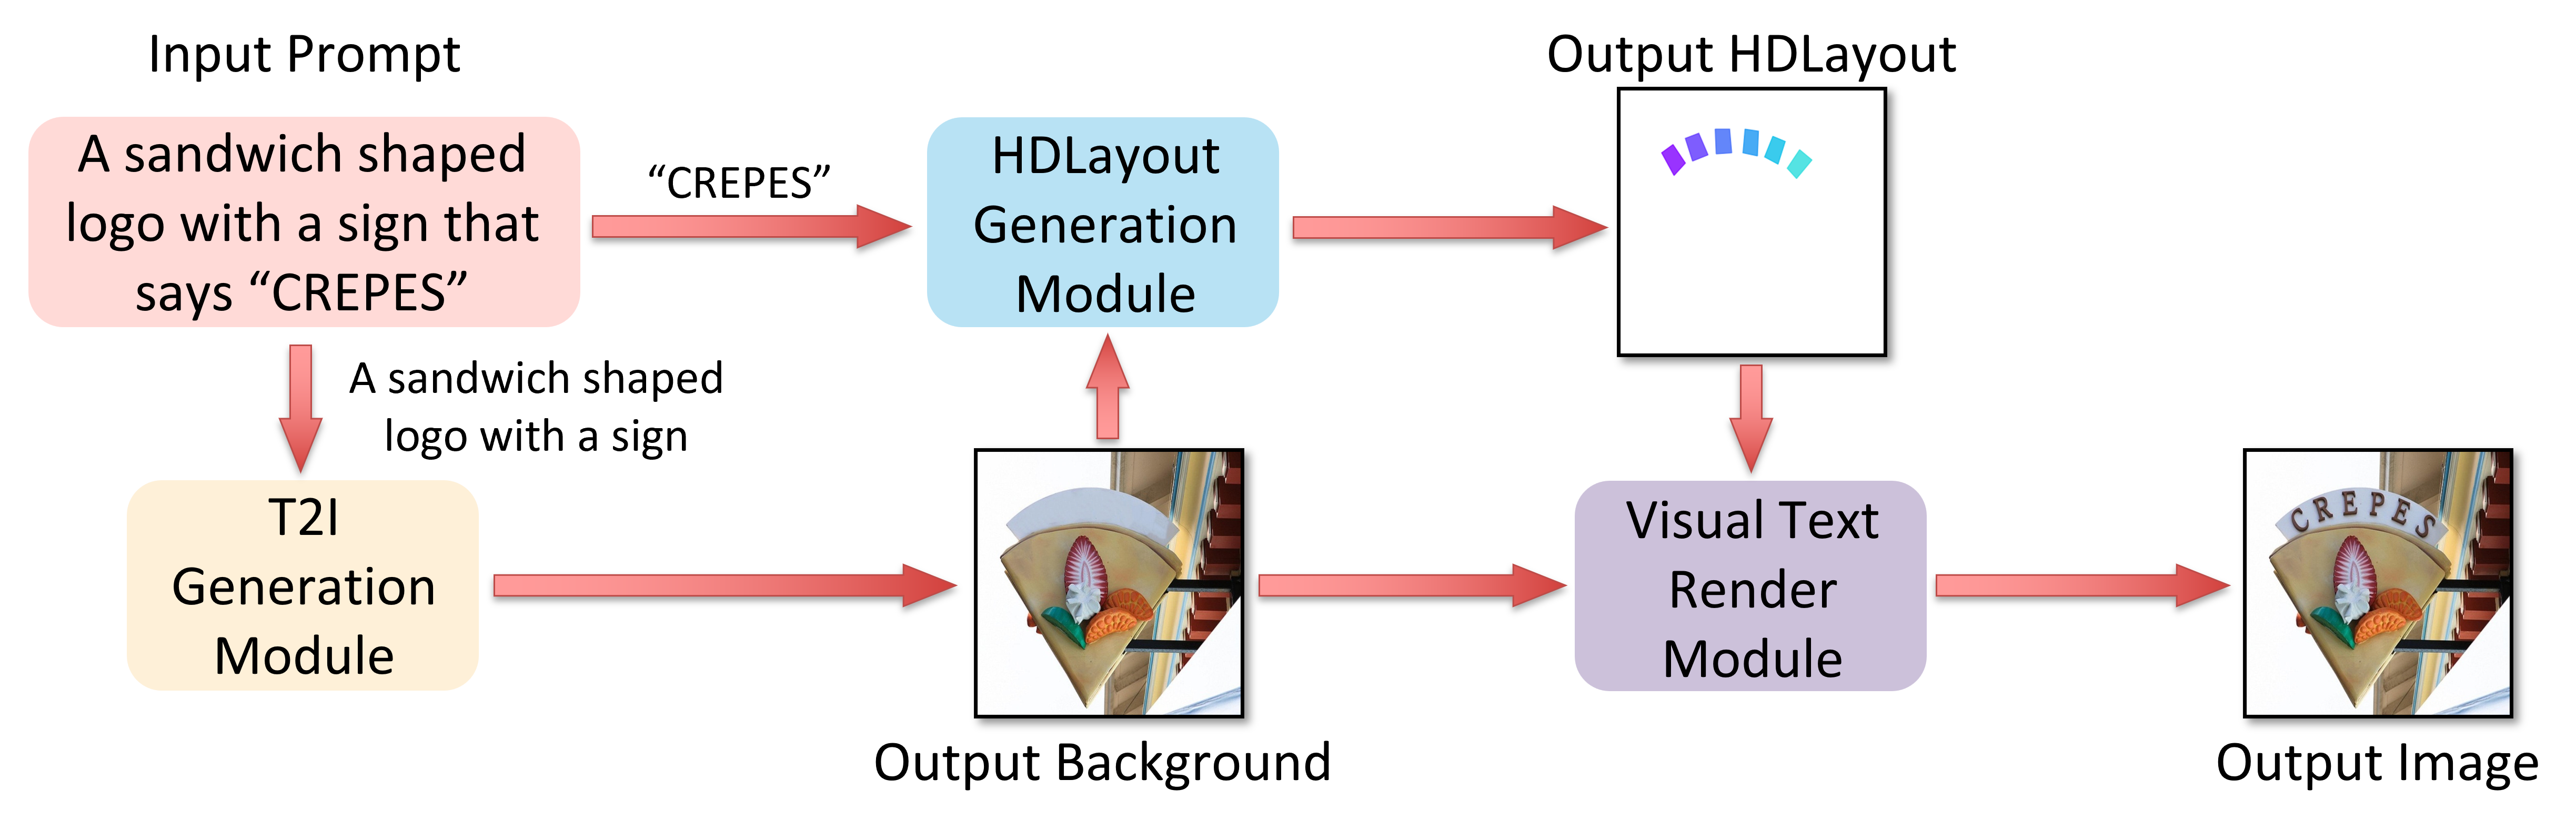 Input Prompt
A sandwich shaped
logo with a sign that
says “CREPES”
“CREPES”
HDLayout
Generation
Module
Output HDLayout
A sandwich shaped
logo with a sign
T2I
Generation
Module
Output Background
Visual Text
Render
Module
CREPES
Output Image